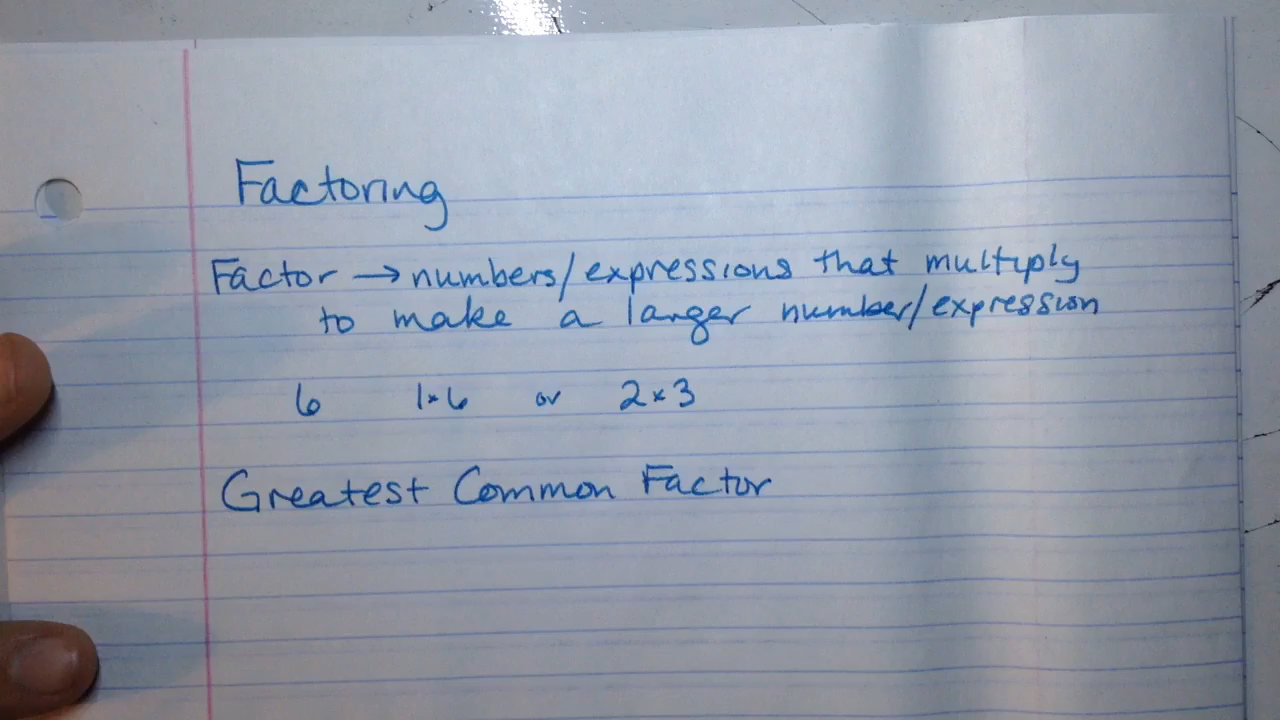 Factoring
Factor → numbers/expressions that multiply
to make a larger number/expression
6 1×6 or 2×3
Greatest Common Factor